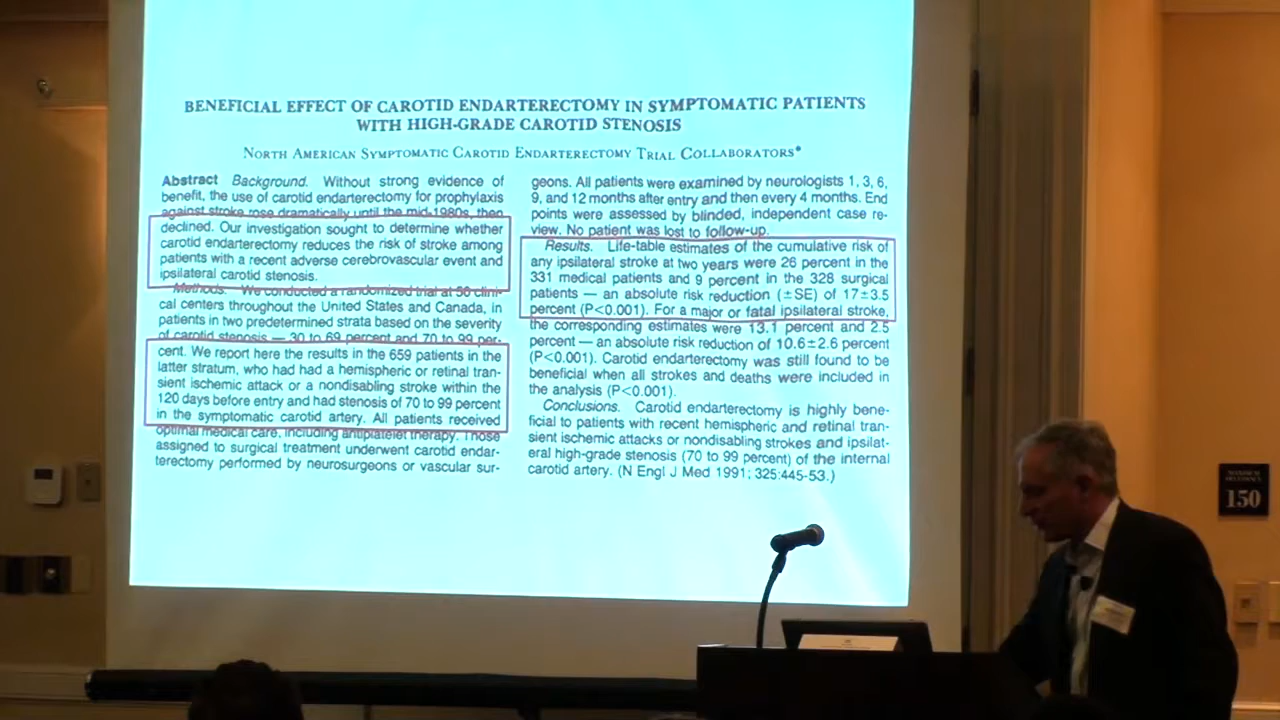 BENEFICIAL EFFECT OF CAROTID ENDARTERECTOMY IN SYMPTOMATIC PATIENTS
WITH HIGH-GRADE CAROTID STENOSIS
NORTH AMERICAN SYMPTOMATIC CAROTID ENDARTERECTOMY TRIAL COLLABORATORS*
Abstract Background. Without strong evidence of
benefit, the use of carotid endarterectomy for prophylaxis
against stroke rose dramatically until the mid-1980s, then
declined. Our investigation sought to determine whether
carotid endarterectomy reduces the risk of stroke among
patients with a recent adverse cerebrovascular event and
ipsilateral carotid stenosis.
Methods. We conducted a randomized trial at 50 clini-
cal centers throughout the United States and Canada, in
patients in two predetermined strata based on the severity
of carotid stenosis — 30 to 69 percent and 70 to 99 per-
cent. We report here the results in the 659 patients in the
latter stratum, who had had a hemispheric or retinal tran-
sient ischemic attack or a nondisabling stroke within the
120 days before entry and had stenosis of 70 to 99 percent
in the symptomatic carotid artery. All patients received
optimal medical care, including antiplatelet therapy. Those
assigned to surgical treatment underwent carotid endar-
terectomy performed by neurosurgeons or vascular sur-
geons. All patients were examined by neurologists 1, 3, 6,
9, and 12 months after entry and then every 4 months. End
points were assessed by blinded, independent case re-
view. No patient was lost to follow-up.
Results. Life-table estimates of the cumulative risk of
any ipsilateral stroke at two years were 26 percent in the
331 medical patients and 9 percent in the 328 surgical
patients — an absolute risk reduction (±SE) of 17±3.5
percent (P<0.001). For a major or fatal ipsilateral stroke,
the corresponding estimates were 13.1 percent and 2.5
percent — an absolute risk reduction of 10.6±2.6 percent
(P<0.001). Carotid endarterectomy was still found to be
beneficial when all strokes and deaths were included in
the analysis (P<0.001).
Conclusions. Carotid endarterectomy is highly bene-
ficial to patients with recent hemispheric and retinal tran-
sient ischemic attacks or nondisabling strokes and ipsilat-
eral high-grade stenosis (70 to 99 percent) of the internal
carotid artery. (N Engl J Med 1991; 325:445-53.)
MAXIMUM
OCCUPANCY
150